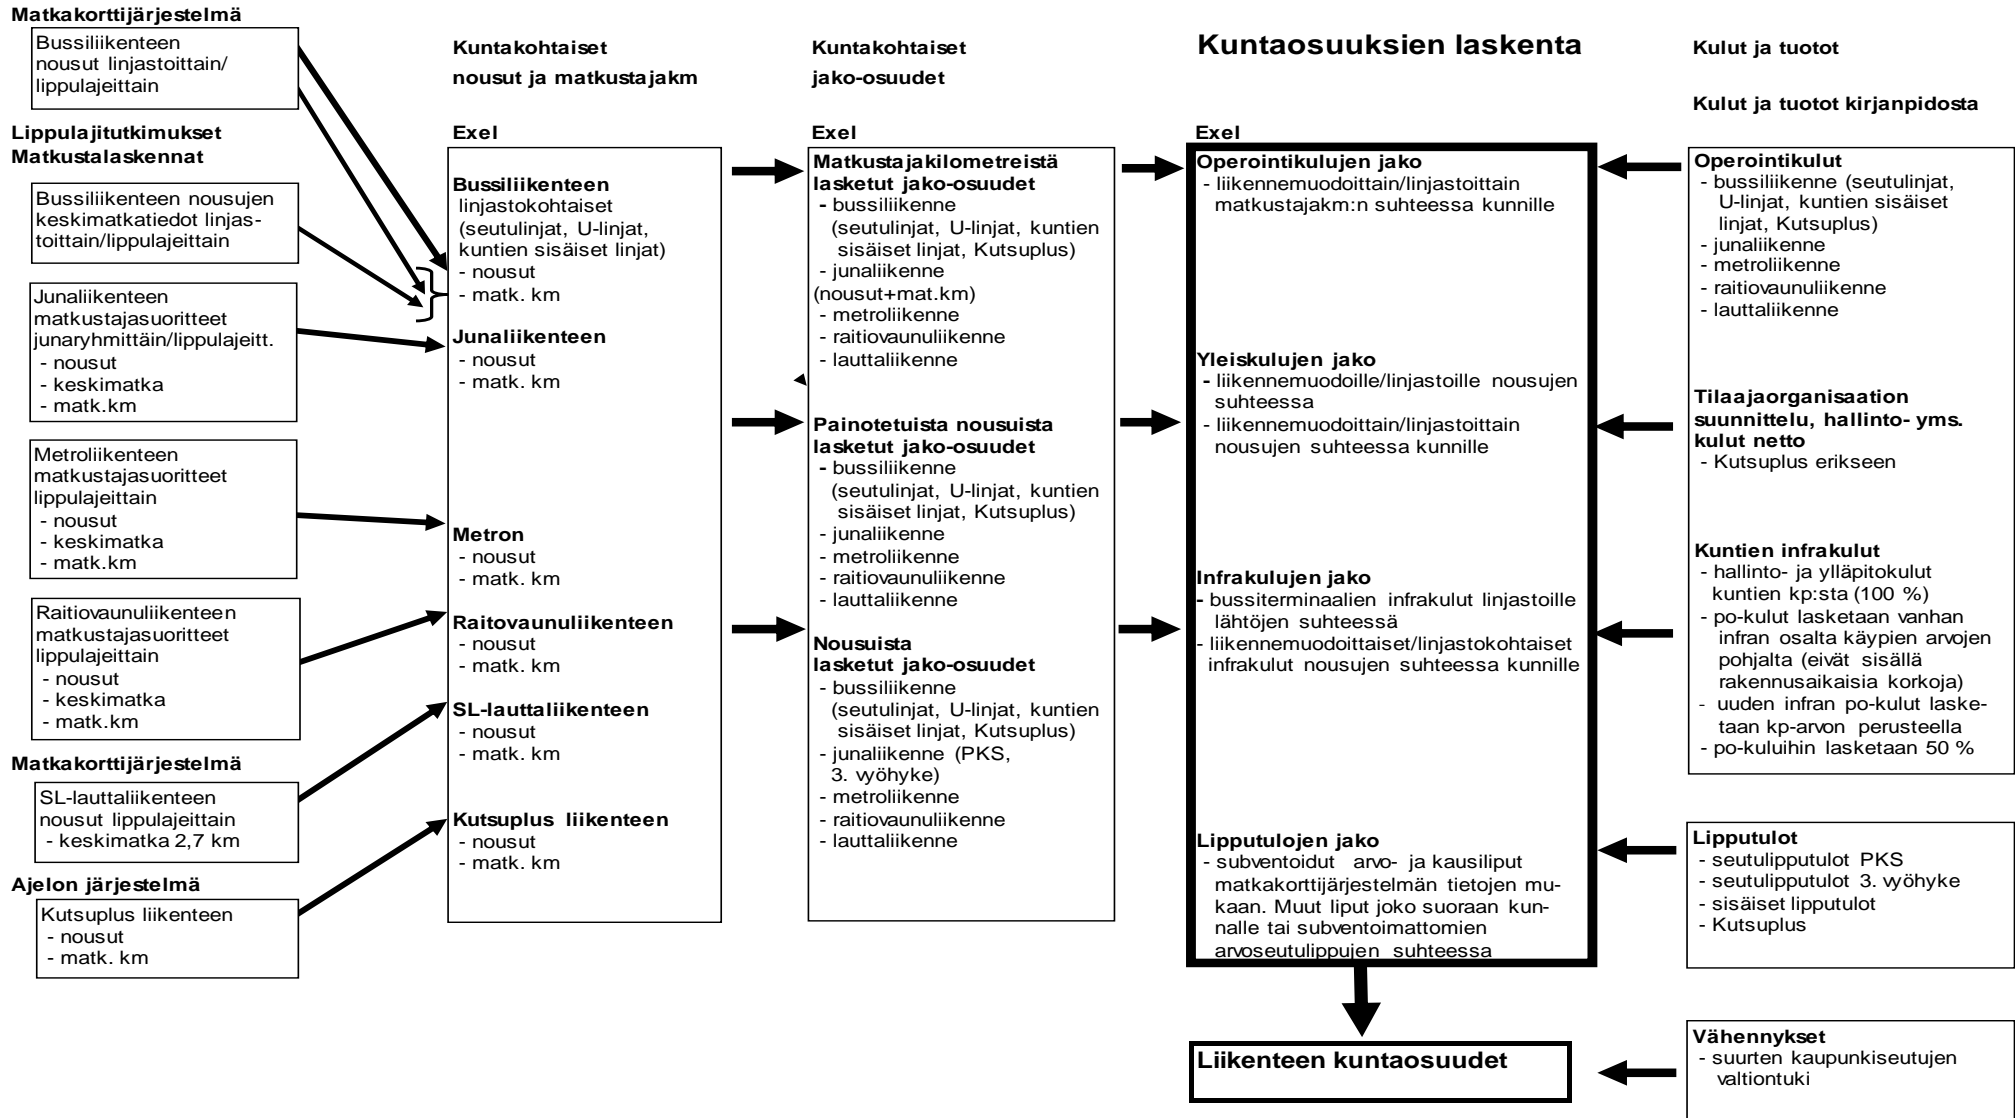 Matkakorttijärjestelmä
Bussiliikenteen
nousut linjastoittain/
lippulajeittain
Lippulajitutkimukset
Matkustalaskennat
Bussiliikenteen nousujen
keskimatkatiedot linjas-
toittain/lippulajeittain
Junaliikenteen
matkustajasuoritteet
junaryhmittäin/lippulajeitt.
- nousut
- keskimatka
- matk.km
Metroliikenteen
matkustajasuoritteet
lippulajeittain
- nousut
- keskimatka
- matk.km
Raitiovaunuliikenteen
matkustajasuoritteet
lippulajeittain
- nousut
- keskimatka
- matk.km
Matkakorttijärjestelmä
SL-lauttaliikenteen
nousut lippulajeittain
- keskimatka 2,7 km
Ajelon järjestelmä
Kutsuplus liikenteen
- nousut
- matk. km
Kuntakohtaiset
nousut ja matkustajakm
Exel
Bussiliikenteen
linjastokohtaiset
(seutulinjat, U-linjat,
kuntien sisäiset linjat)
- nousut
- matk. km
Junaliikenteen
- nousut
- matk. km
Metron
- nousut
- matk. km
Raitovaunuliikenteen
- nousut
- matk. km
SL-lauttaliikenteen
- nousut
- matk. km
Kutsuplus liikenteen
- nousut
- matk. km
Kuntakohtaiset
jako-osuudet
Exel
Matkustajakilometreistä
lasketut jako-osuudet
- bussiliikenne
(seutulinjat, U-linjat, kuntien
sisäiset linjat, Kutsuplus)
- junaliikenne
(nousut+mat.km)
- metroliikenne
- raitiovaunuliikenne
- lauttaliikenne
Painotetuista nousuista
lasketut jako-osuudet
- bussiliikenne
(seutulinjat, U-linjat, kuntien
sisäiset linjat, Kutsuplus)
- junaliikenne
- metroliikenne
- raitiovaunuliikenne
- lauttaliikenne
Nousuista
lasketut jako-osuudet
- bussiliikenne
(seutulinjat, U-linjat, kuntien
sisäiset linjat, Kutsuplus)
- junaliikenne (PKS,
3. vyöhyke)
- metroliikenne
- raitiovaunuliikenne
- lauttaliikenne
Kuntaosuuksien laskenta
Exel
Operointikulujen jako
- liikennemuodoittain/linjastoittain
matkustajakm:n suhteessa kunnille
Yleiskulujen jako
- liikennemuodoille/linjastoille nousujen
suhteessa
- liikennemuodoittain/linjastoittain
nousujen suhteessa kunnille
Infrakulujen jako
- bussiterminaalien infrakulut linjastoille
lähtöjen suhteessä
- liikennemuodoittaiset/linjastokohtaiset
infrakulut nousujen suhteessa kunnille
Lipputulojen jako
- subventoidut arvo- ja kausiliput
matkakorttijärjestelmän tietojen mu-
kaan. Muut liput joko suoraan kun-
nalle tai subventoimattomien
arvoseutulippujen suhteessa
Liikenteen kuntaosuudet
Kulut ja tuotot
Kulut ja tuotot kirjanpidosta
Operointikulut
- bussiliikenne (seutulinjat,
U-linjat, kuntien sisäiset
linjat, Kutsuplus)
- junaliikenne
- metroliikenne
- raitiovaunuliikenne
- lauttaliikenne
Tilaajaorganisaation
suunnittelu, hallinto- yms.
kulut netto
- Kutsuplus erikseen
Kuntien infrakulut
- hallinto- ja ylläpitokulut
kuntien kp:sta (100 %)
- po-kulut lasketaan vanhan
infran osalta käypien arvojen
pohjalta (eivät sisällä
rakennusaikaisia korkoja)
- uuden infran po-kulut laske-
taan kp-arvon perusteella
- po-kuluihin lasketaan 50 %
Lipputulot
- seutulipputulot PKS
- seutulipputulot 3. vyöhyke
- sisäiset lipputulot
- Kutsuplus
Vähennykset
- suurten kaupunkiseutujen
valtiontuki